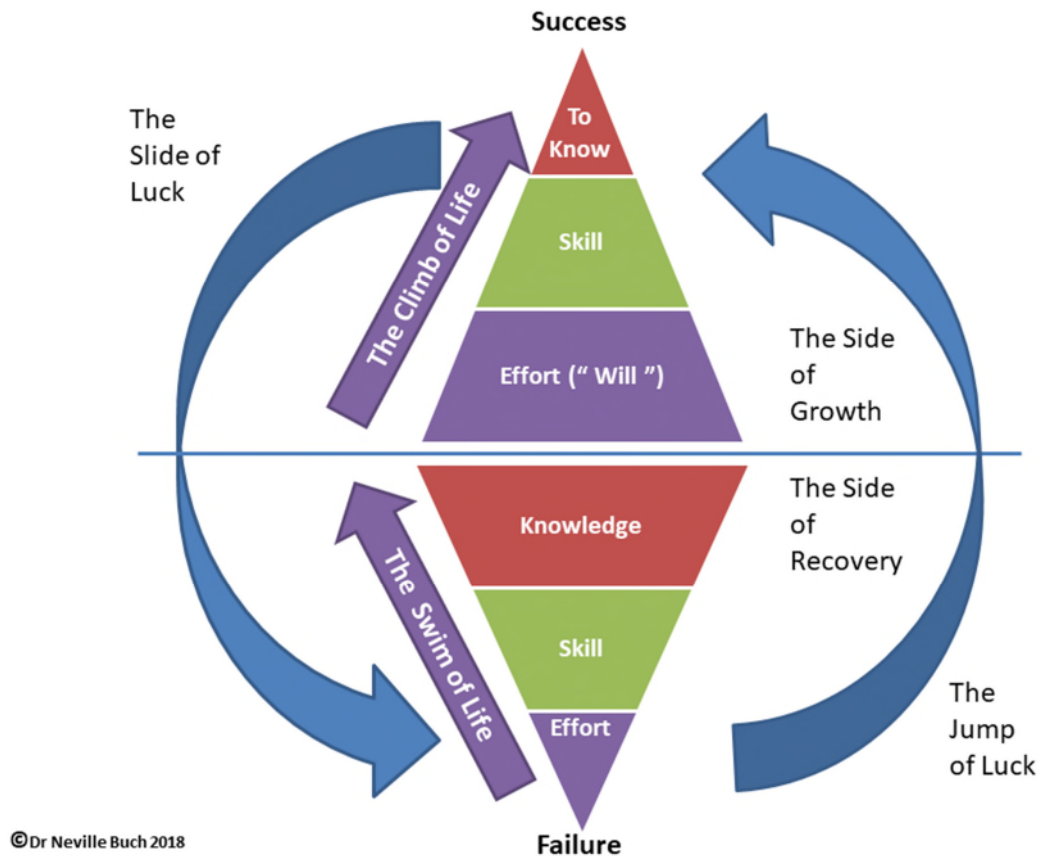 Success
The
Slide of
Luck
The Climb of Life
To
Know
Skill
Effort (“ Will ”)
The Side
of
Growth
The Swim of Life
Knowledge
Skill
Effort
The Side
of
Recovery
The
Jump
of Luck
Failure
©Dr Neville Buch 2018